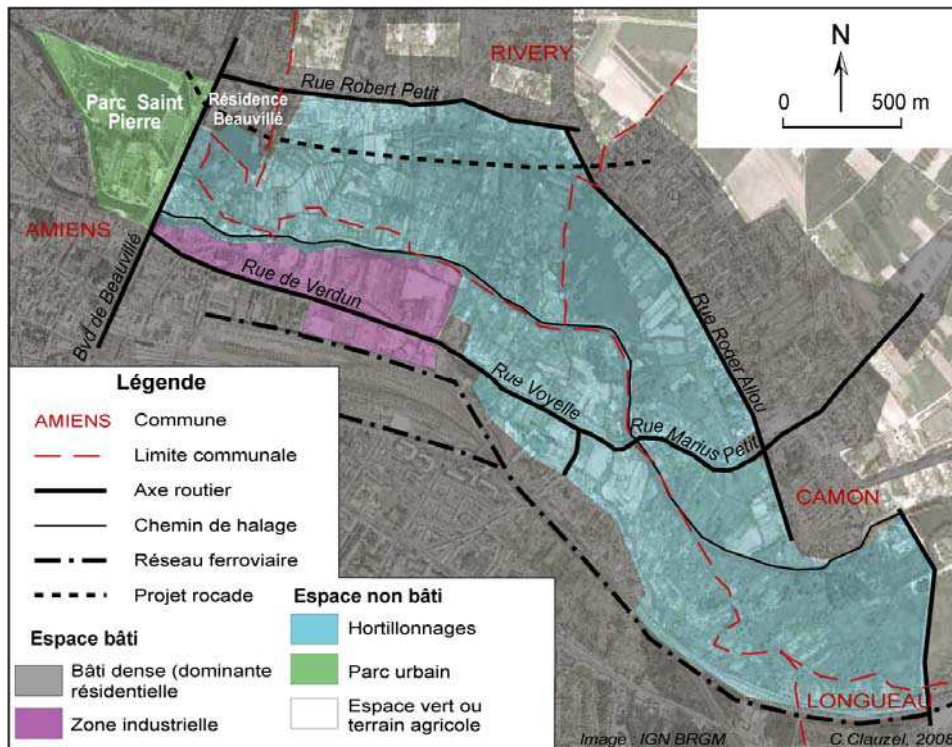 RIVERY
N
0 500 m
Rue Robert Petit
Parc Saint
Pierre
Résidence
Beauvillé
AMIENS
Bvd de Beauvillé
Rue de Verdun
Rue Voyelle
Rue Roger Allou
Rue Marius Petit
CAMON
LONGUEAU
Légende
AMIENS Commune
Limite communale
Axe routier
Chemin de halage
Réseau ferroviaire
Projet rocade
Espace bâti
Bâti dense (dominante
résidentielle
Zone industrielle
Espace non bâti
Hortillonnages
Parc urbain
Espace vert ou
terrain agricole
Image : IGN BRGM C.Clauzel, 2005